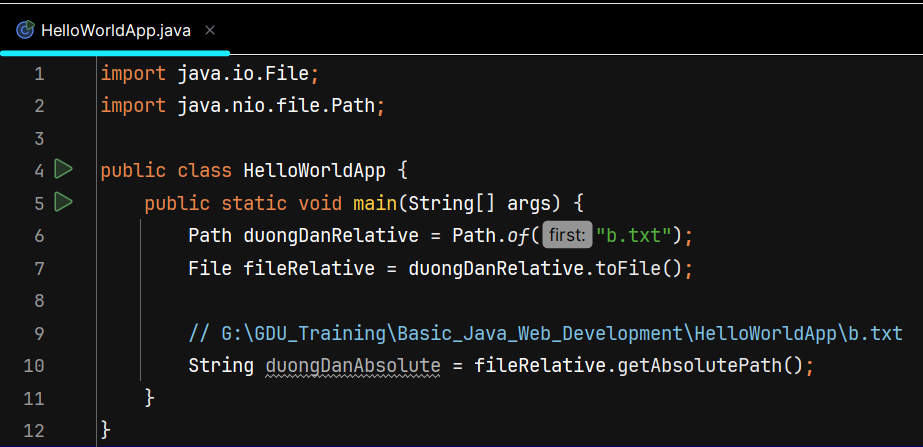 HelloWorldApp.java
1 import java.io.File;
2 import java.nio.file.Path;
3
4 public class HelloWorldApp {
5 public static void main(String[] args) {
6 Path duongDanRelative = Path.of( first: "b.txt");
7 File fileRelative = duongDanRelative.toFile();
8
9 // G:\GDU_Training\Basic_Java_Web_Development\HelloWorldApp\b.txt
10 String duongDanAbsolute = fileRelative.getAbsolutePath();
11 }
12 }